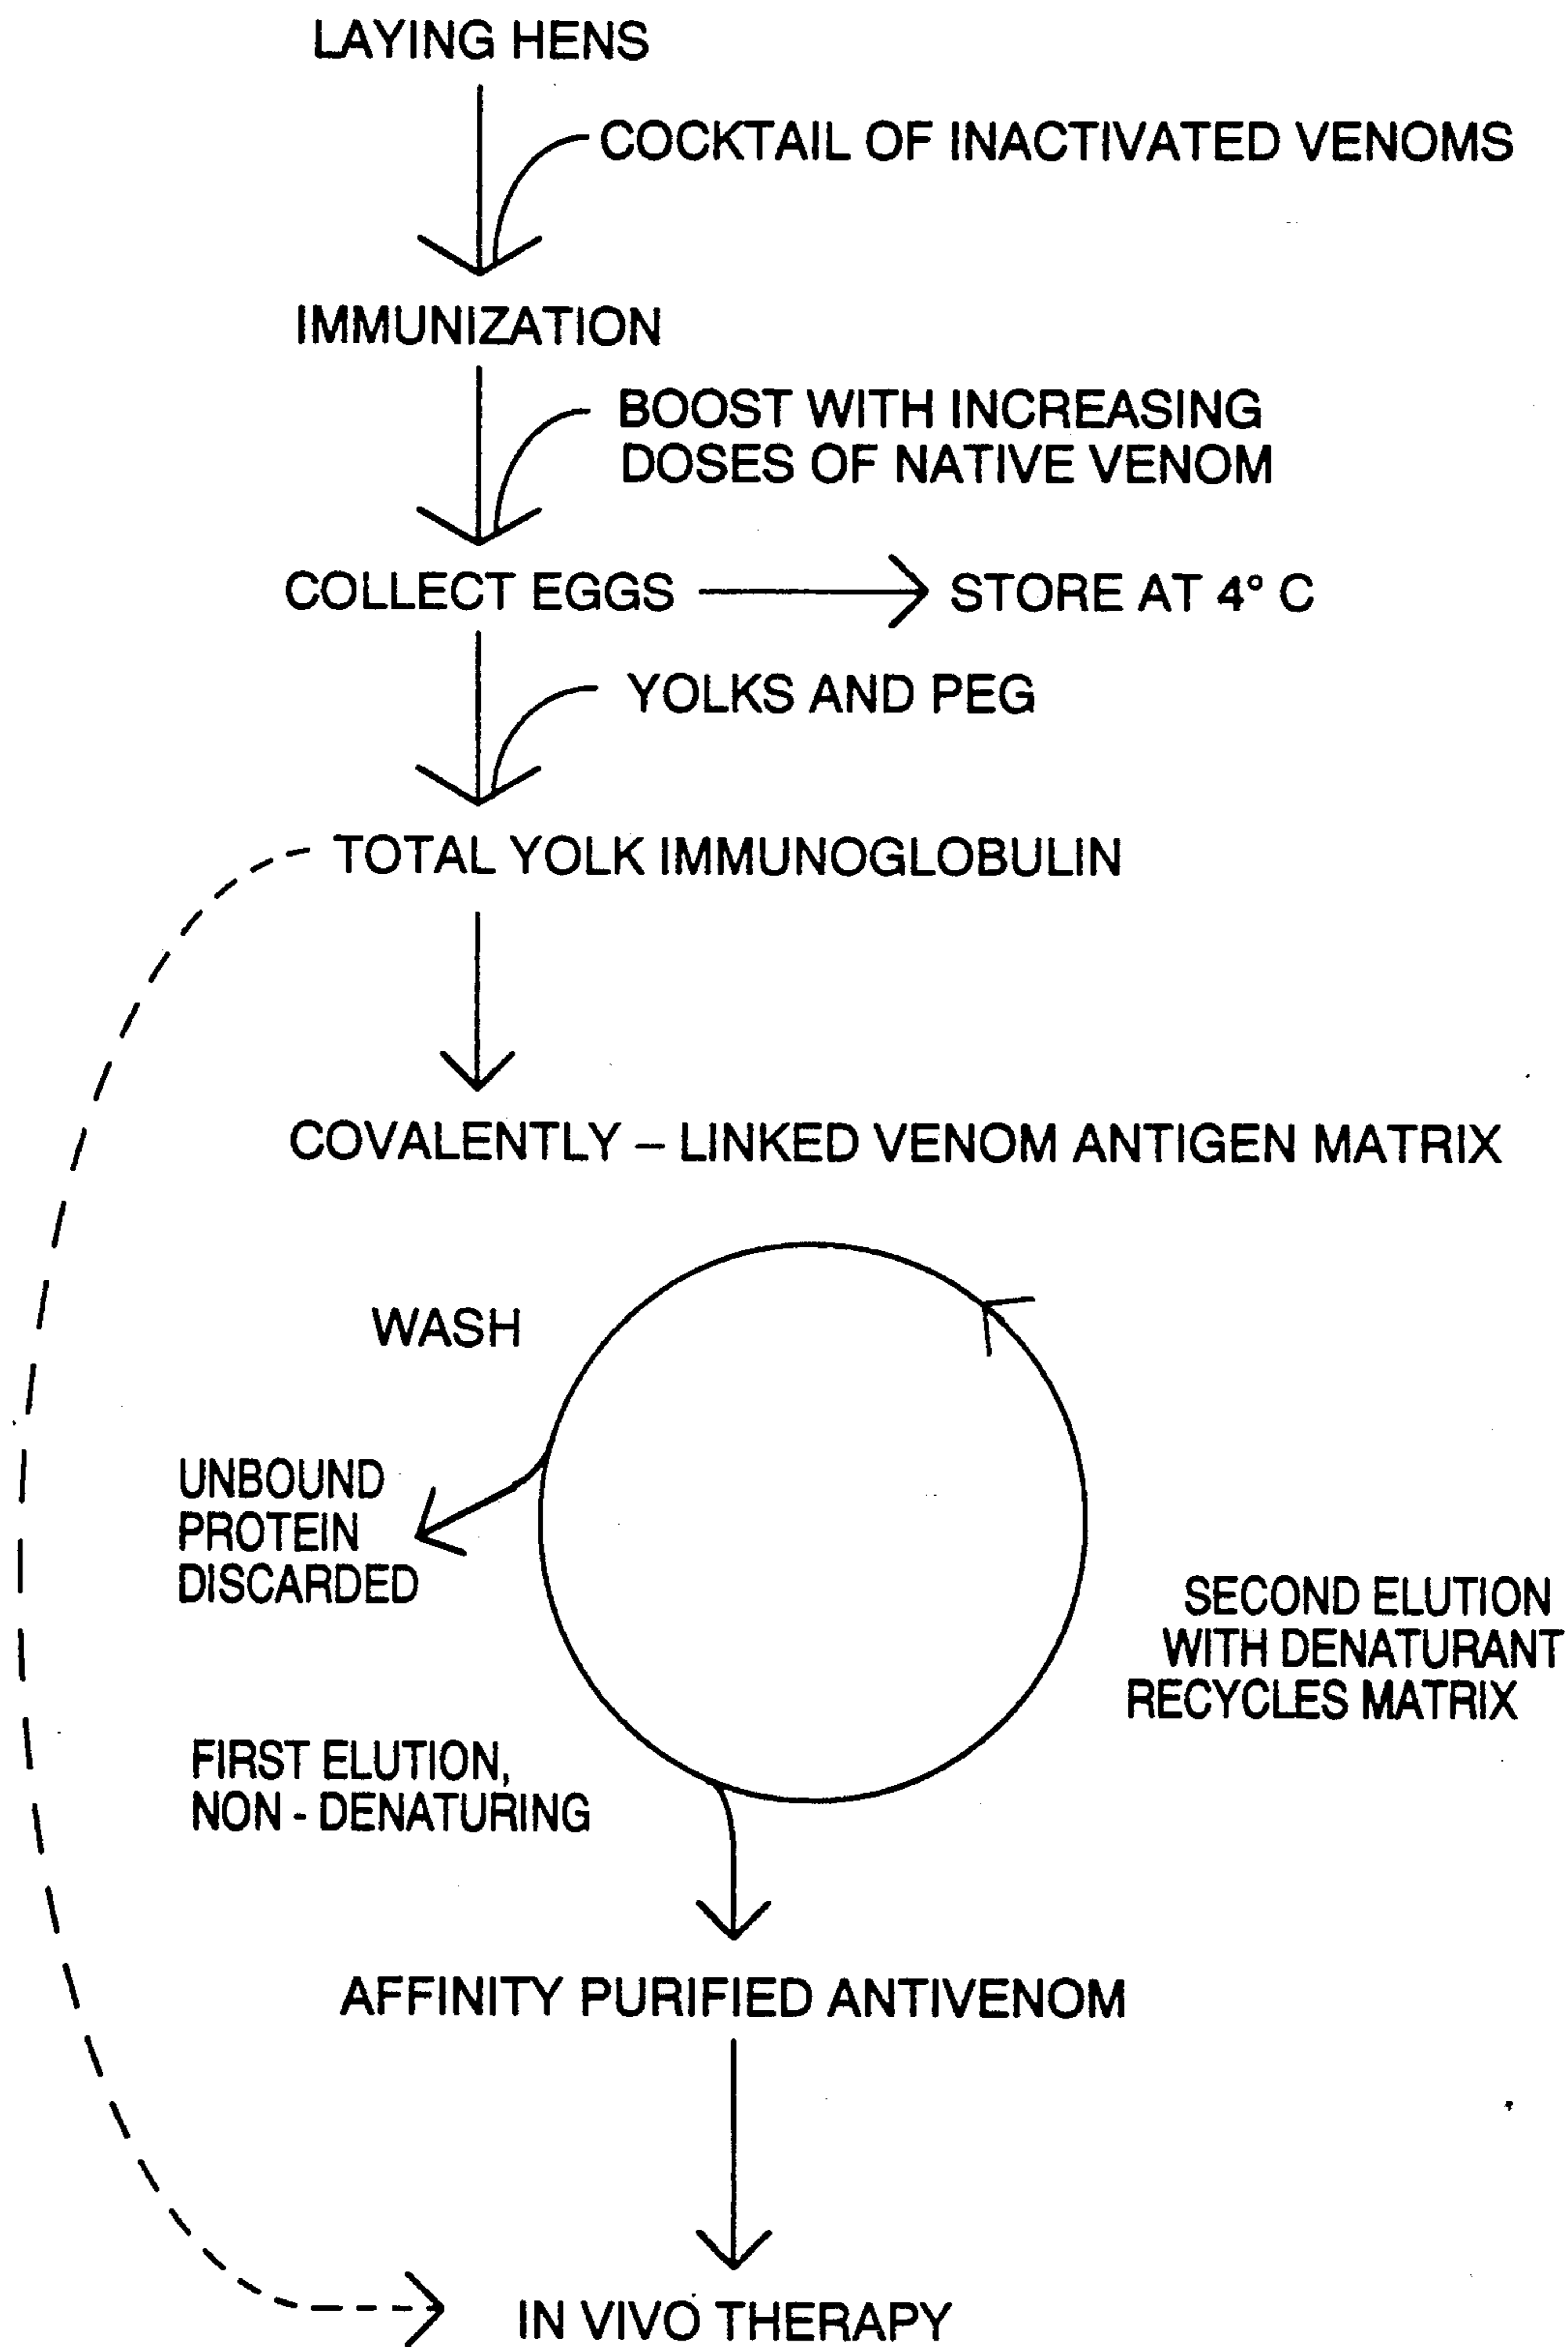 LAYING HENS
COCKTAIL OF INACTIVATED VENOMS
IMMUNIZATION
BOOST WITH INCREASING
DOSES OF NATIVE VENOM
COLLECT EGGS
STORE AT 4° C
YOLKS AND PEG
TOTAL YOLK IMMUNOGLOBULIN
COVALENTLY – LINKED VENOM ANTIGEN MATRIX
WASH
UNBOUND
PROTEIN
DISCARDED
SECOND ELUTION
WITH DENATURANT
RECYCLES MATRIX
FIRST ELUTION,
NON - DENATURING
AFFINITY PURIFIED ANTIVENOM
IN VIVO THERAPY